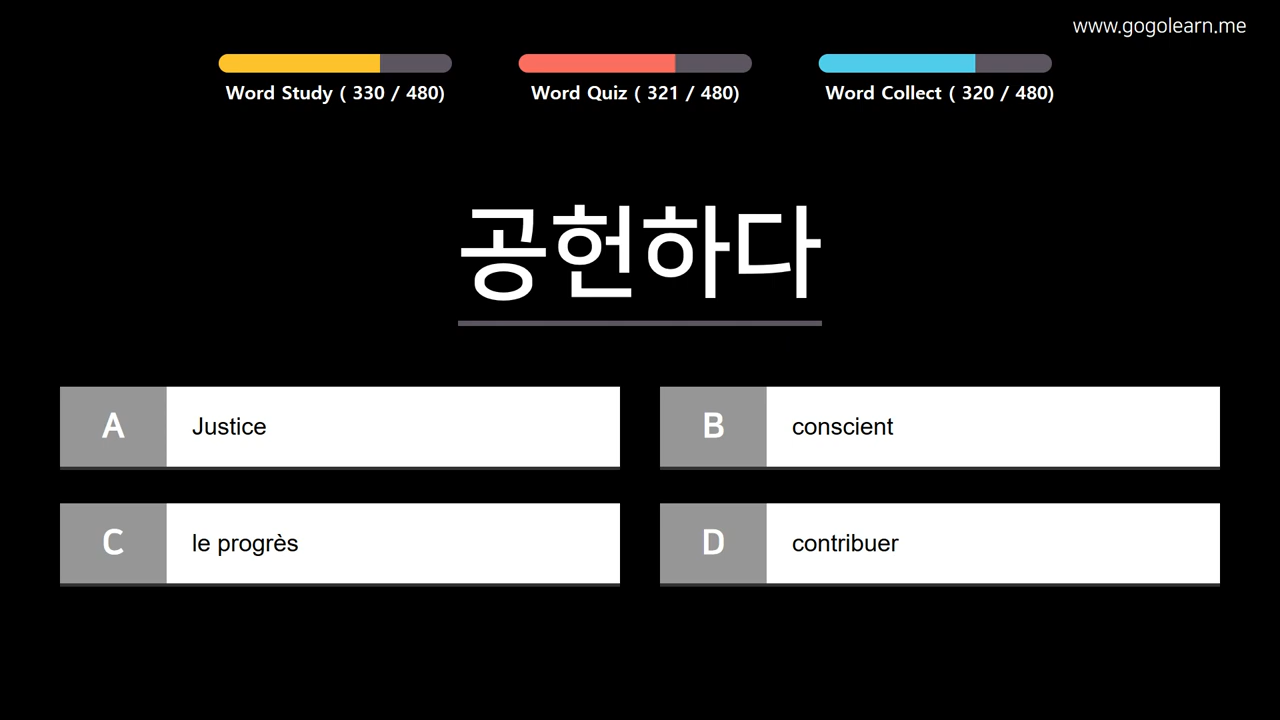 www.gogolearn.me
Word Study ( 330 / 480)
Word Quiz ( 321 / 480)
Word Collect ( 320 / 480)
공헌하다
A Justice
B conscient
C le progrès
D contribuer